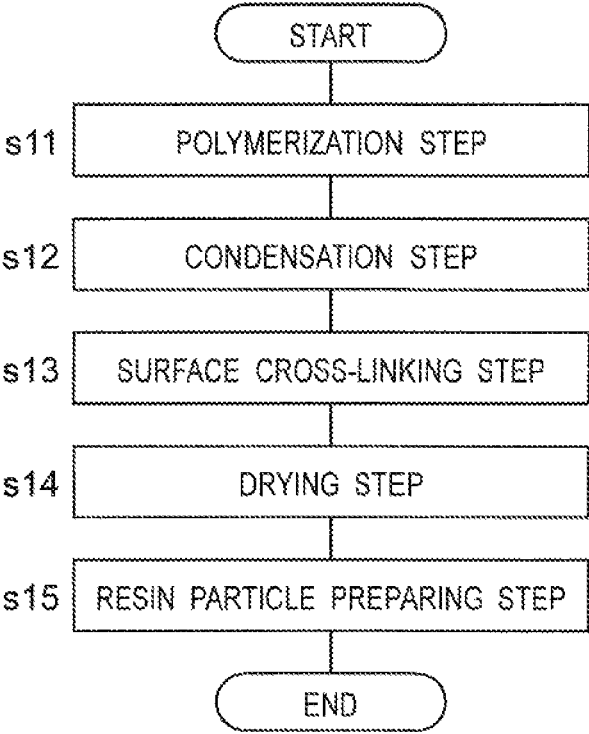 START
s11 POLYMERIZATION STEP
s12 CONDENSATION STEP
s13 SURFACE CROSS-LINKING STEP
s14 DRYING STEP
s15 RESIN PARTICLE PREPARING STEP
END